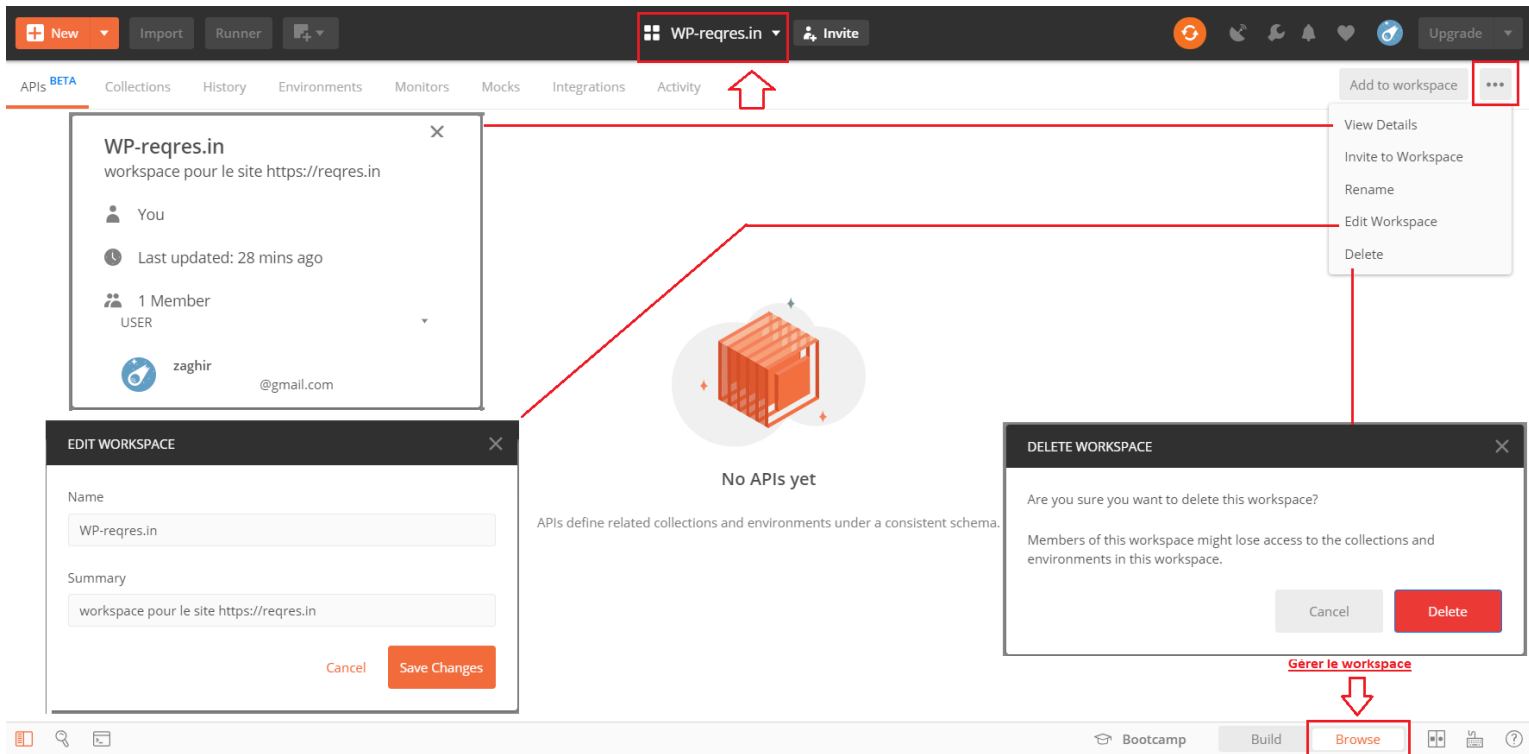 New
Import
Runner
WP-reqres.in
Invite
Upgrade
APIs BETA
Collections
History
Environments
Monitors
Mocks
Integrations
Activity
Add to workspace
View Details
Invite to Workspace
Rename
Edit Workspace
Delete
WP-reqres.in
workspace pour le site https://reqres.in
You
Last updated: 28 mins ago
1 Member
USER
zaghir
@gmail.com
EDIT WORKSPACE
Name
WP-reqres.in
Summary
workspace pour le site https://reqres.in
Cancel
Save Changes
No APIs yet
APIs define related collections and environments under a consistent schema.
DELETE WORKSPACE
Are you sure you want to delete this workspace?
Members of this workspace might lose access to the collections and
environments in this workspace.
Cancel
Delete
Gérer le workspace
Bootcamp
Build
Browse